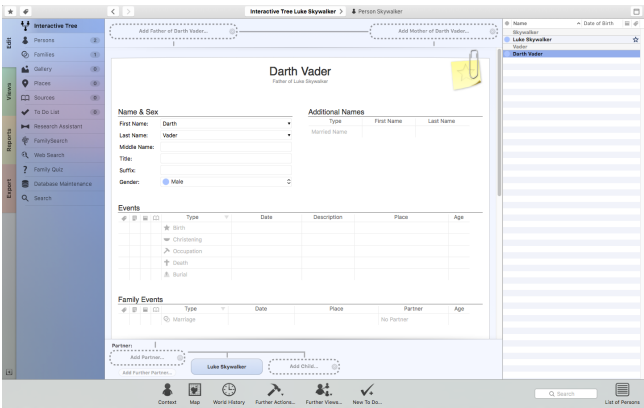 Interactive Tree Luke Skywalker
Person Skywalker
Edit
Views
Reports
Export
Interactive Tree
Persons 2
Families 1
Gallery 0
Places 0
Sources 0
To Do List 0
Research Assistant
FamilySearch
Web Search
Family Quiz
Database Maintenance
Search
Add Father of Darth Vader...
Add Mother of Darth Vader...
Darth Vader
Father of Luke Skywalker
Name & Sex
First Name: Darth
Last Name: Vader
Middle Name:
Title:
Suffix:
Gender: Male
Additional Names
Type First Name Last Name
Married Name
Events
Type Date Description Place Age
Birth
Christening
Occupation
Death
Burial
Family Events
Type Date Place Partner Age
Marriage No Partner
Partner:
Add Partner...
Add Further Partner...
Luke Skywalker
Add Child...
Name Date of Birth
Skywalker
Luke Skywalker
Vader
Darth Vader
Context
Map
World History
Further Actions...
Further Views...
New To Do...
Search
List of Persons